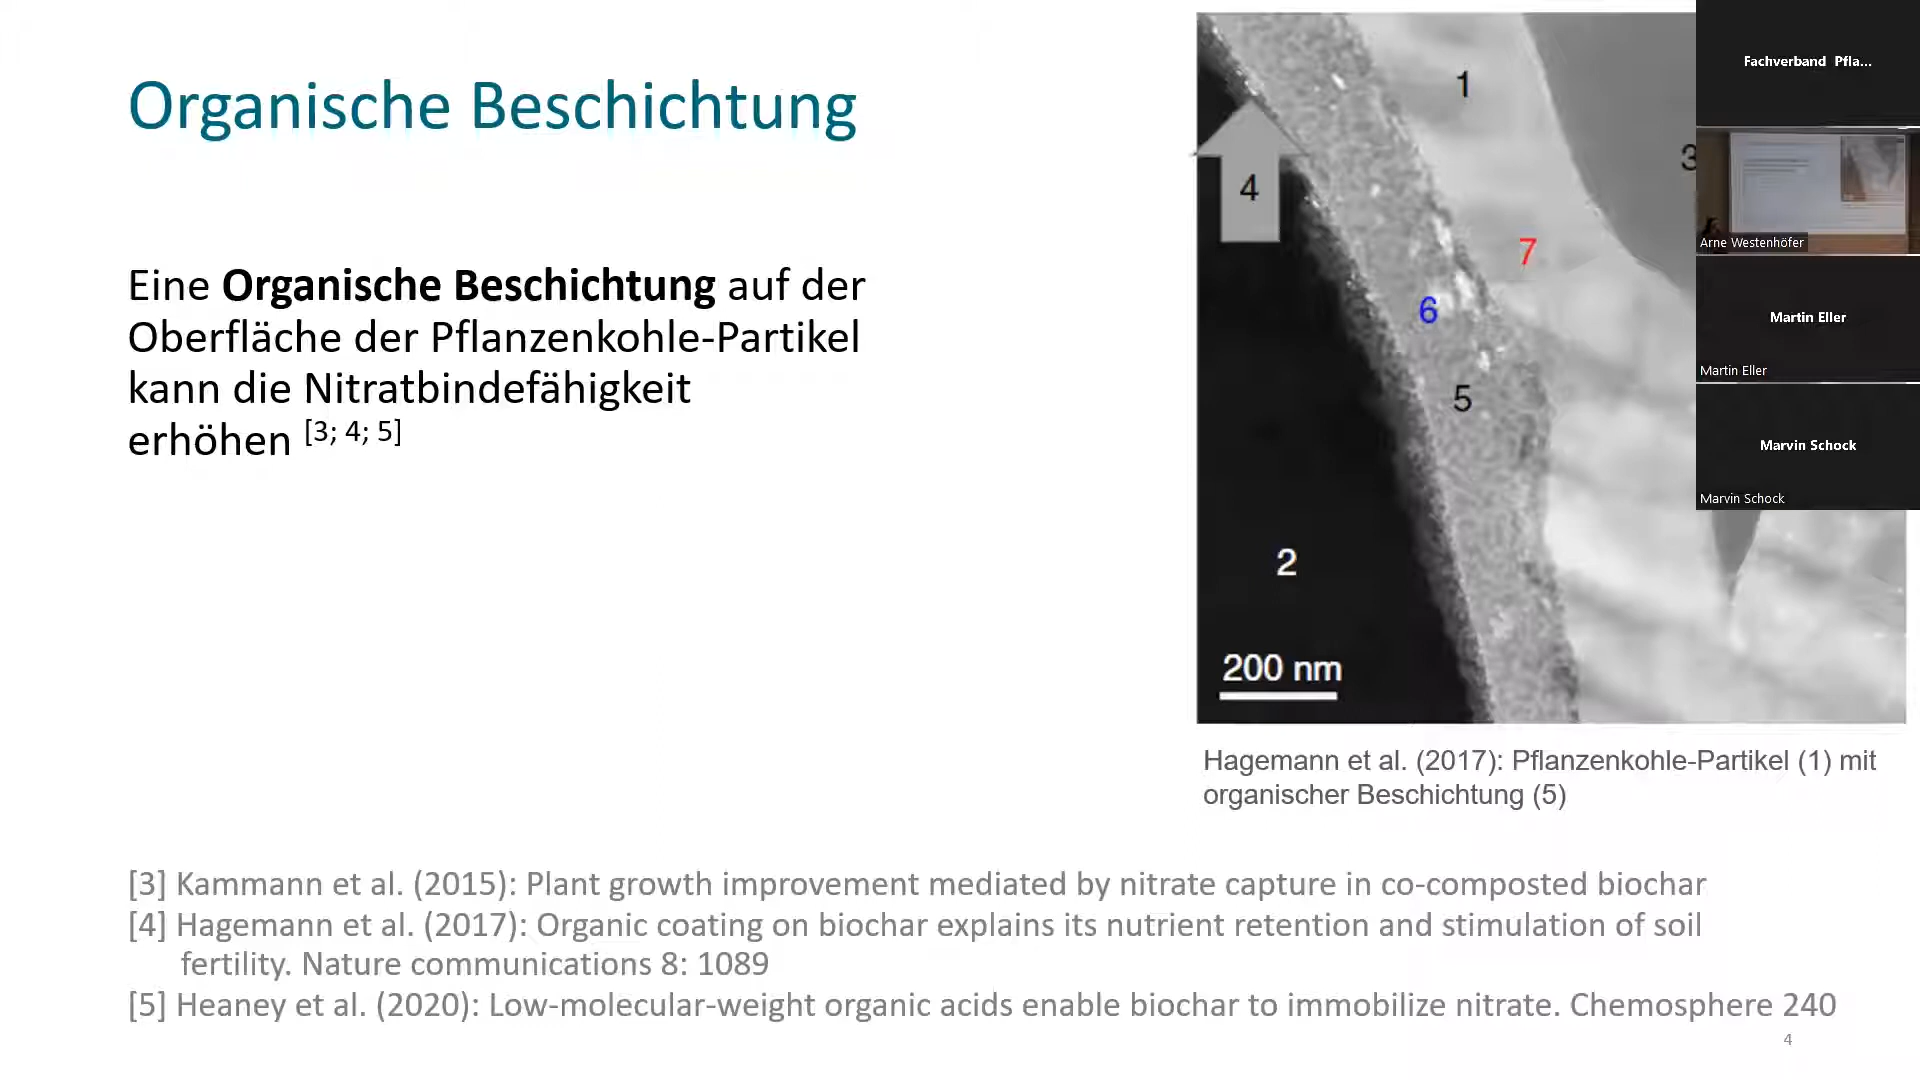 Organische Beschichtung
Eine Organische Beschichtung auf der
Oberfläche der Pflanzenkohle-Partikel
kann die Nitratbindefähigkeit
erhöhen [3; 4; 5]
1
3
4
7
6
5
2
200 nm
Hagemann et al. (2017): Pflanzenkohle-Partikel (1) mit
organischer Beschichtung (5)
[3] Kammann et al. (2015): Plant growth improvement mediated by nitrate capture in co-composted biochar
[4] Hagemann et al. (2017): Organic coating on biochar explains its nutrient retention and stimulation of soil
fertility. Nature communications 8: 1089
[5] Heaney et al. (2020): Low-molecular-weight organic acids enable biochar to immobilize nitrate. Chemosphere 240
4
Fachverband Pfla...
Arne Westenhöfer
Martin Eller
Martin Eller
Marvin Schock
Marvin Schock